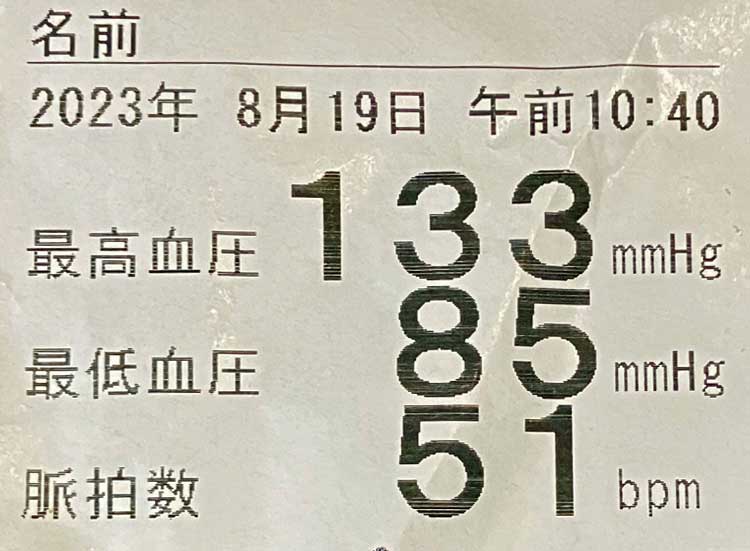 名前
2023年 8月19日 午前10:40
最高血圧 133 mmHg
最低血圧 85 mmHg
脈拍数 51 bpm